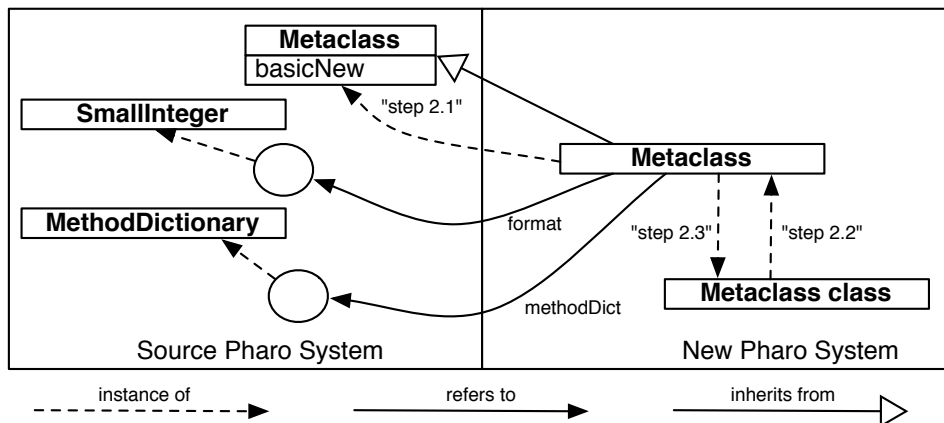 Metaclass
basicNew
"step 2.1"
SmallInteger
Metaclass
MethodDictionary
format
"step 2.3"
"step 2.2"
Metaclass class
methodDict
Source Pharo System
New Pharo System
instance of
refers to
inherits from